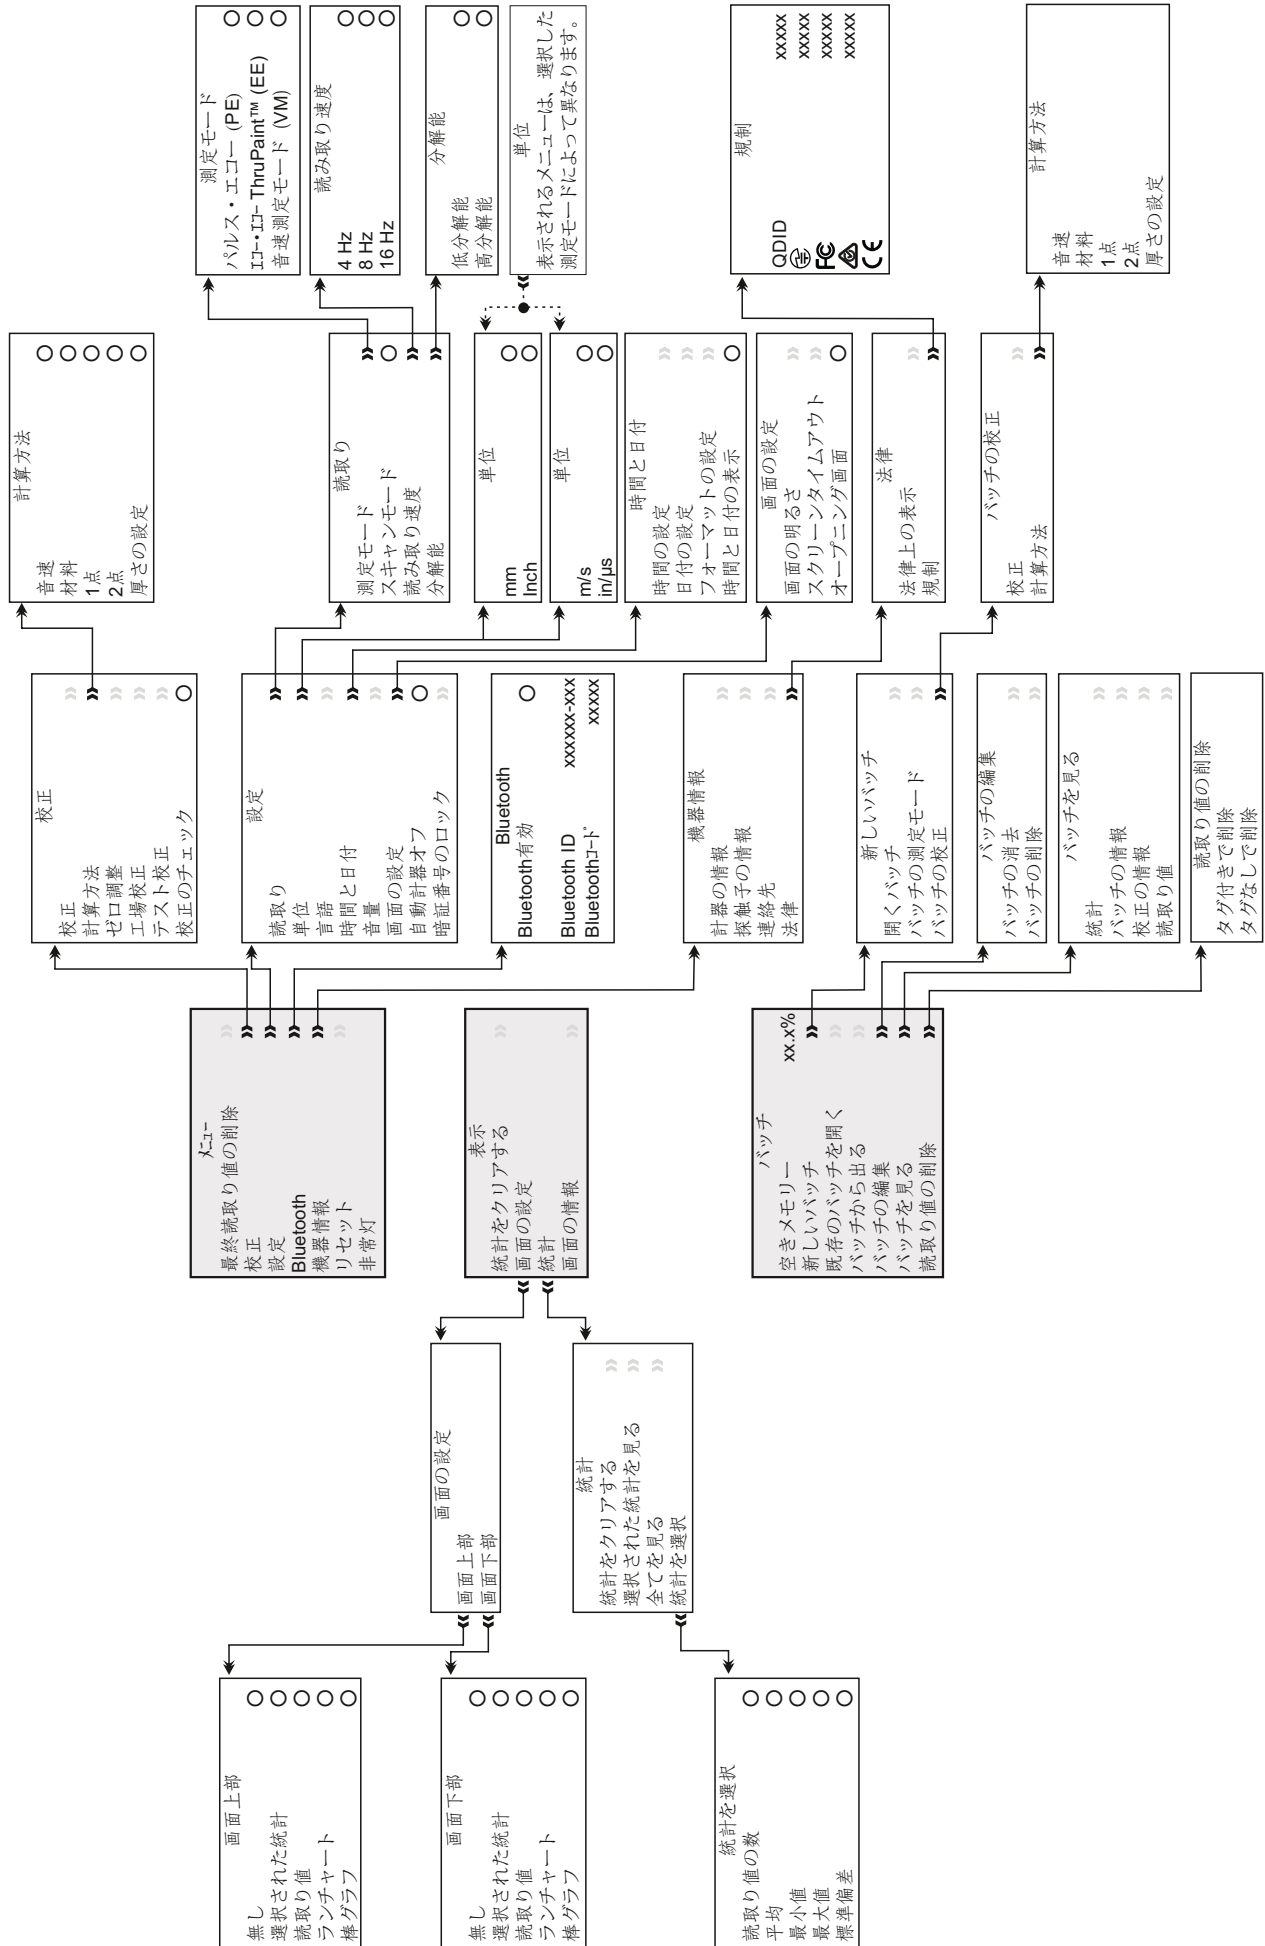 計算方法
音速
材料
1点
2点
厚さの設定
測定モード
パルス・エコー (PE)
ｴｺｰ・ｴｺｰ ThruPaint™ (EE)
音速測定モード (VM)
読み取り速度
4 Hz
8 Hz
16 Hz
分解能
低分解能
高分解能
単位
表示されるメニューは、選択した
測定モードによって異なります。
規制
QDID xxxxx
xxxxx
FC xxxxx
CE xxxxx
計算方法
音速
材料
1点
2点
厚さの設定
読取り
測定モード
スキャンモード
読み取り速度
分解能
単位
mm
Inch
単位
m/s
in/µs
時間と日付
時間の設定
日付の設定
フォーマットの設定
時間と日付の表示
画面の設定
画面の明るさ
スクリーンタイムアウト
オープニング画面
法律
法律上の表示
規制
バッチの校正
校正
計算方法
校正
校正
計算方法
ゼロ調整
工場校正
テスト校正
校正のチェック
設定
読取り
単位
言語
時間と日付
音量
画面の設定
自動計器オフ
暗証番号のロック
Bluetooth
Bluetooth有効
Bluetooth ID xxxxxx-xxx
Bluetoothｺｰﾄﾞ xxxxx
機器情報
計器の情報
探触子の情報
連絡先
法律
新しいバッチ
開くバッチ
バッチの測定モード
バッチの校正
バッチの編集
バッチの消去
バッチの削除
バッチを見る
統計
バッチの情報
校正の情報
読取り値
読取り値の削除
タグ付きで削除
タグなしで削除
ﾒﾆｭｰ
最終読取り値の削除
校正
設定
Bluetooth
機器情報
リセット
非常灯
表示
統計をクリアする
画面の設定
統計
画面の情報
バッチ
空きメモリー xx.x%
新しいバッチ
既存のバッチを開く
バッチから出る
バッチの編集
バッチを見る
読取り値の削除
画面の設定
画面上部
画面下部
統計
統計をクリアする
選択された統計を見る
全てを見る
統計を選択
画面上部
無し
選択された統計
読取り値
ランチャート
棒グラフ
画面下部
無し
選択された統計
読取り値
ランチャート
棒グラフ
統計を選択
読取り値の数
平均
最小値
最大値
標準偏差